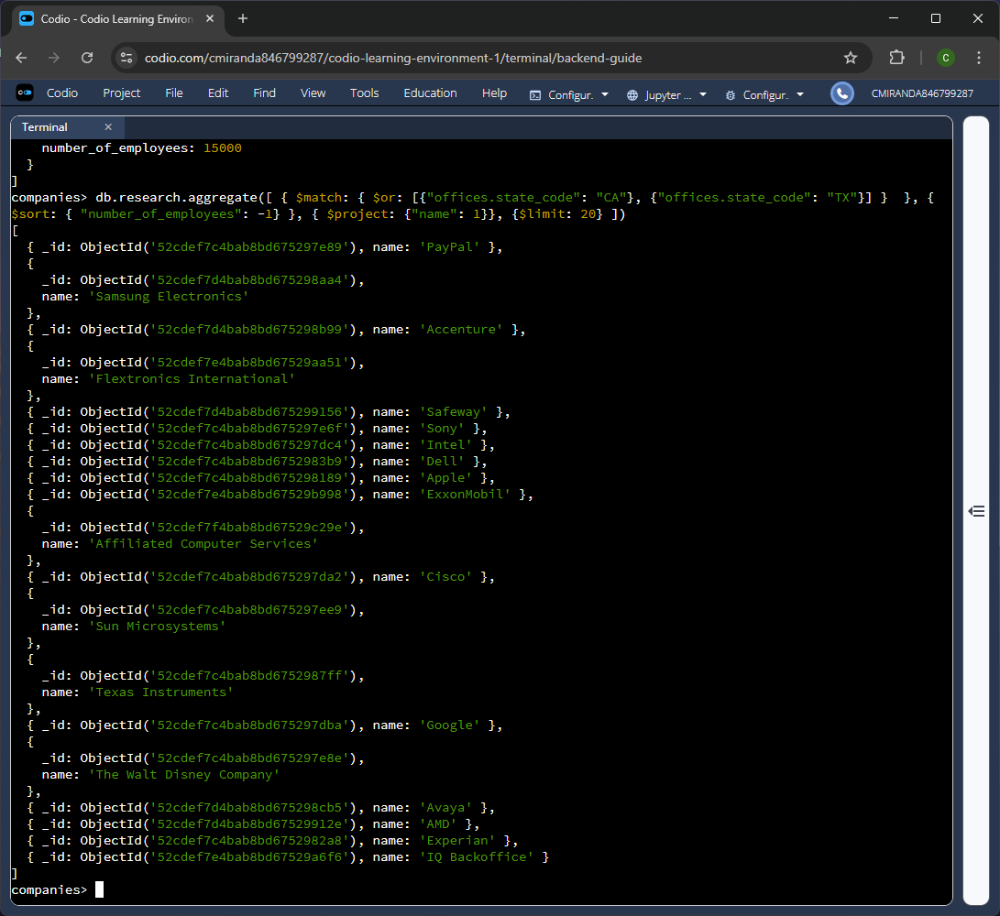 Codio - Codio Learning Environ
codio.com/cmiranda846799287/codio-learning-environment-1/terminal/backend-guide
C
Codio Project File Edit Find View Tools Education Help Configur. Jupyter ... Configur. CMIRANDA846799287
Terminal
    number_of_employees: 15000
  }
]
companies> db.research.aggregate([ { $match: { $or: [{"offices.state_code": "CA"}, {"offices.state_code": "TX"}] }  }, {
$sort: { "number_of_employees": -1} }, { $project: {"name": 1}}, {$limit: 20} ])
[
  { _id: ObjectId('52cdef7c4bab8bd675297e89'), name: 'PayPal' },
  {
    _id: ObjectId('52cdef7d4bab8bd675298aa4'),
    name: 'Samsung Electronics'
  },
  { _id: ObjectId('52cdef7d4bab8bd675298b99'), name: 'Accenture' },
  {
    _id: ObjectId('52cdef7e4bab8bd67529aa51'),
    name: 'Flextronics International'
  },
  { _id: ObjectId('52cdef7d4bab8bd675299156'), name: 'Safeway' },
  { _id: ObjectId('52cdef7c4bab8bd675297e6f'), name: 'Sony' },
  { _id: ObjectId('52cdef7c4bab8bd675297dc4'), name: 'Intel' },
  { _id: ObjectId('52cdef7c4bab8bd6752983b9'), name: 'Dell' },
  { _id: ObjectId('52cdef7c4bab8bd675298189'), name: 'Apple' },
  { _id: ObjectId('52cdef7e4bab8bd67529b998'), name: 'ExxonMobil' },
  {
    _id: ObjectId('52cdef7f4bab8bd67529c29e'),
    name: 'Affiliated Computer Services'
  },
  { _id: ObjectId('52cdef7c4bab8bd675297da2'), name: 'Cisco' },
  {
    _id: ObjectId('52cdef7c4bab8bd675297ee9'),
    name: 'Sun Microsystems'
  },
  {
    _id: ObjectId('52cdef7c4bab8bd6752987ff'),
    name: 'Texas Instruments'
  },
  { _id: ObjectId('52cdef7c4bab8bd675297dba'), name: 'Google' },
  {
    _id: ObjectId('52cdef7c4bab8bd675297e8e'),
    name: 'The Walt Disney Company'
  },
  { _id: ObjectId('52cdef7d4bab8bd675298cb5'), name: 'Avaya' },
  { _id: ObjectId('52cdef7d4bab8bd67529912e'), name: 'AMD' },
  { _id: ObjectId('52cdef7c4bab8bd6752982a8'), name: 'Experian' },
  { _id: ObjectId('52cdef7e4bab8bd67529a6f6'), name: 'IQ Backoffice' }
]
companies>